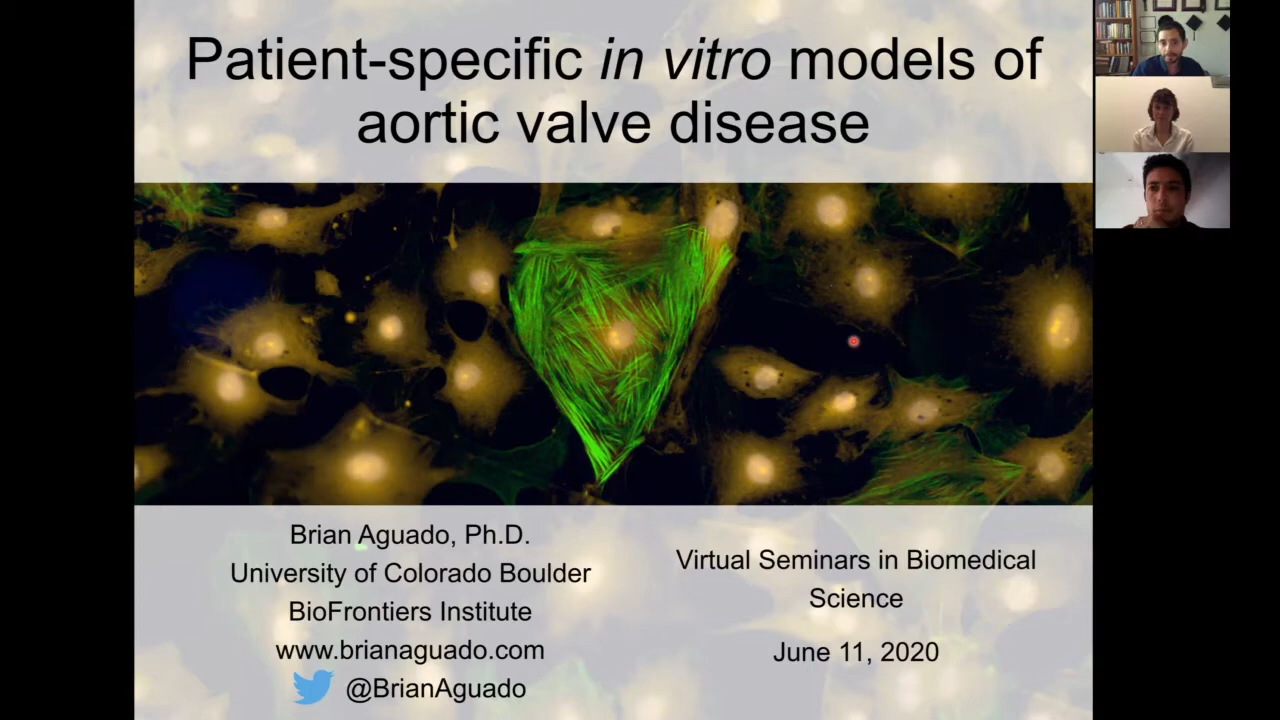 Patient-specific in vitro models of
aortic valve disease
Brian Aguado, Ph.D.
University of Colorado Boulder
BioFrontiers Institute
www.brianaguado.com
@BrianAguado
Virtual Seminars in Biomedical
Science
June 11, 2020